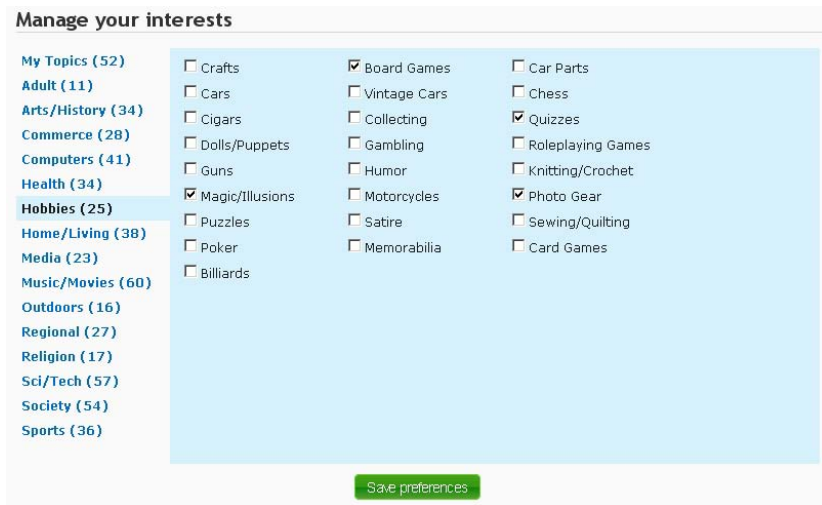 Manage your interests
My Topics (52)
Adult (11)
Arts/History (34)
Commerce (28)
Computers (41)
Health (34)
Hobbies (25)
Home/Living (38)
Media (23)
Music/Movies (60)
Outdoors (16)
Regional (27)
Religion (17)
Sci/Tech (57)
Society (54)
Sports (36)
Crafts Board Games Car Parts
Cars Vintage Cars Chess
Cigars Collecting Quizzes
Dolls/Puppets Gambling Roleplaying Games
Guns Humor Knitting/Crochet
Magic/Illusions Motorcycles Photo Gear
Puzzles Satire Sewing/Quilting
Poker Memorabilia Card Games
Billiards
Save preferences